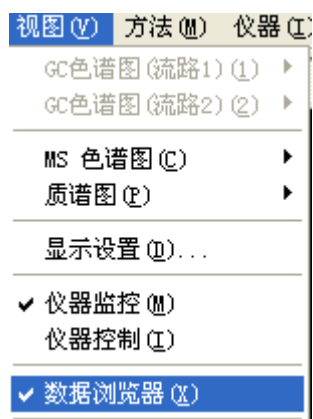 视图(V) 方法(M) 仪器(I)
GC色谱图(流路1)(1)
GC色谱图(流路2)(2)
MS 色谱图(C)
质谱图(P)
显示设置(D)...
仪器监控(M)
仪器控制(I)
数据浏览器(X)